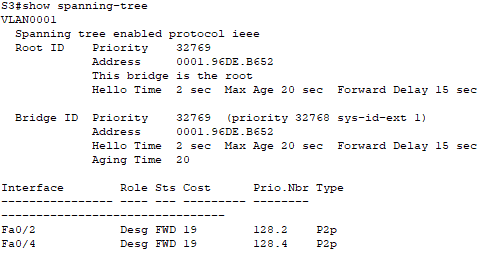 S3#show spanning-tree
VLAN0001
  Spanning tree enabled protocol ieee
  Root ID    Priority    32769
             Address     0001.96DE.B652
             This bridge is the root
             Hello Time  2 sec  Max Age 20 sec  Forward Delay 15 sec

  Bridge ID  Priority    32769  (priority 32768 sys-id-ext 1)
             Address     0001.96DE.B652
             Hello Time  2 sec  Max Age 20 sec  Forward Delay 15 sec
             Aging Time  20

Interface        Role Sts Cost      Prio.Nbr Type
---------------- ---- --- --------- --------
--------------------------------
Fa0/2            Desg FWD 19        128.2    P2p
Fa0/4            Desg FWD 19        128.4    P2p